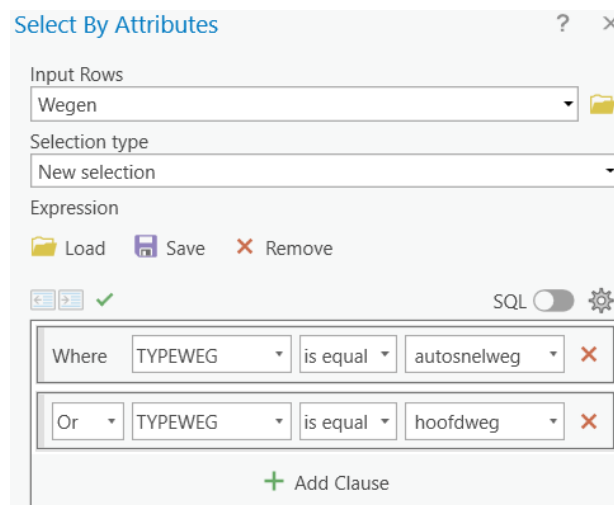 Select By Attributes ? ×
Input Rows
Wegen
Selection type
New selection
Expression
Load Save Remove
SQL
Where TYPEWEG is equal autosnelweg
Or TYPEWEG is equal hoofdweg
Add Clause